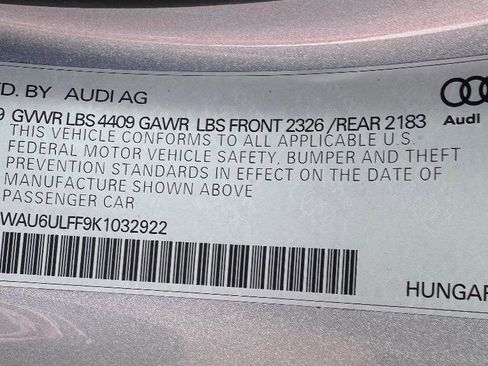 FD. BY AUDI AG
9 GVWR LBS 4409 GAWR LBS FRONT 2326 /REAR 2183
THIS VEHICLE CONFORMS TO ALL APPLICABLE U.S.
FEDERAL MOTOR VEHICLE SAFETY, BUMPER AND THEFT
PREVENTION STANDARDS IN EFFECT ON THE DATE OF
MANUFACTURE SHOWN ABOVE
PASSENGER CAR
WAU6ULFF9K1032922
Audi
HUNGAR